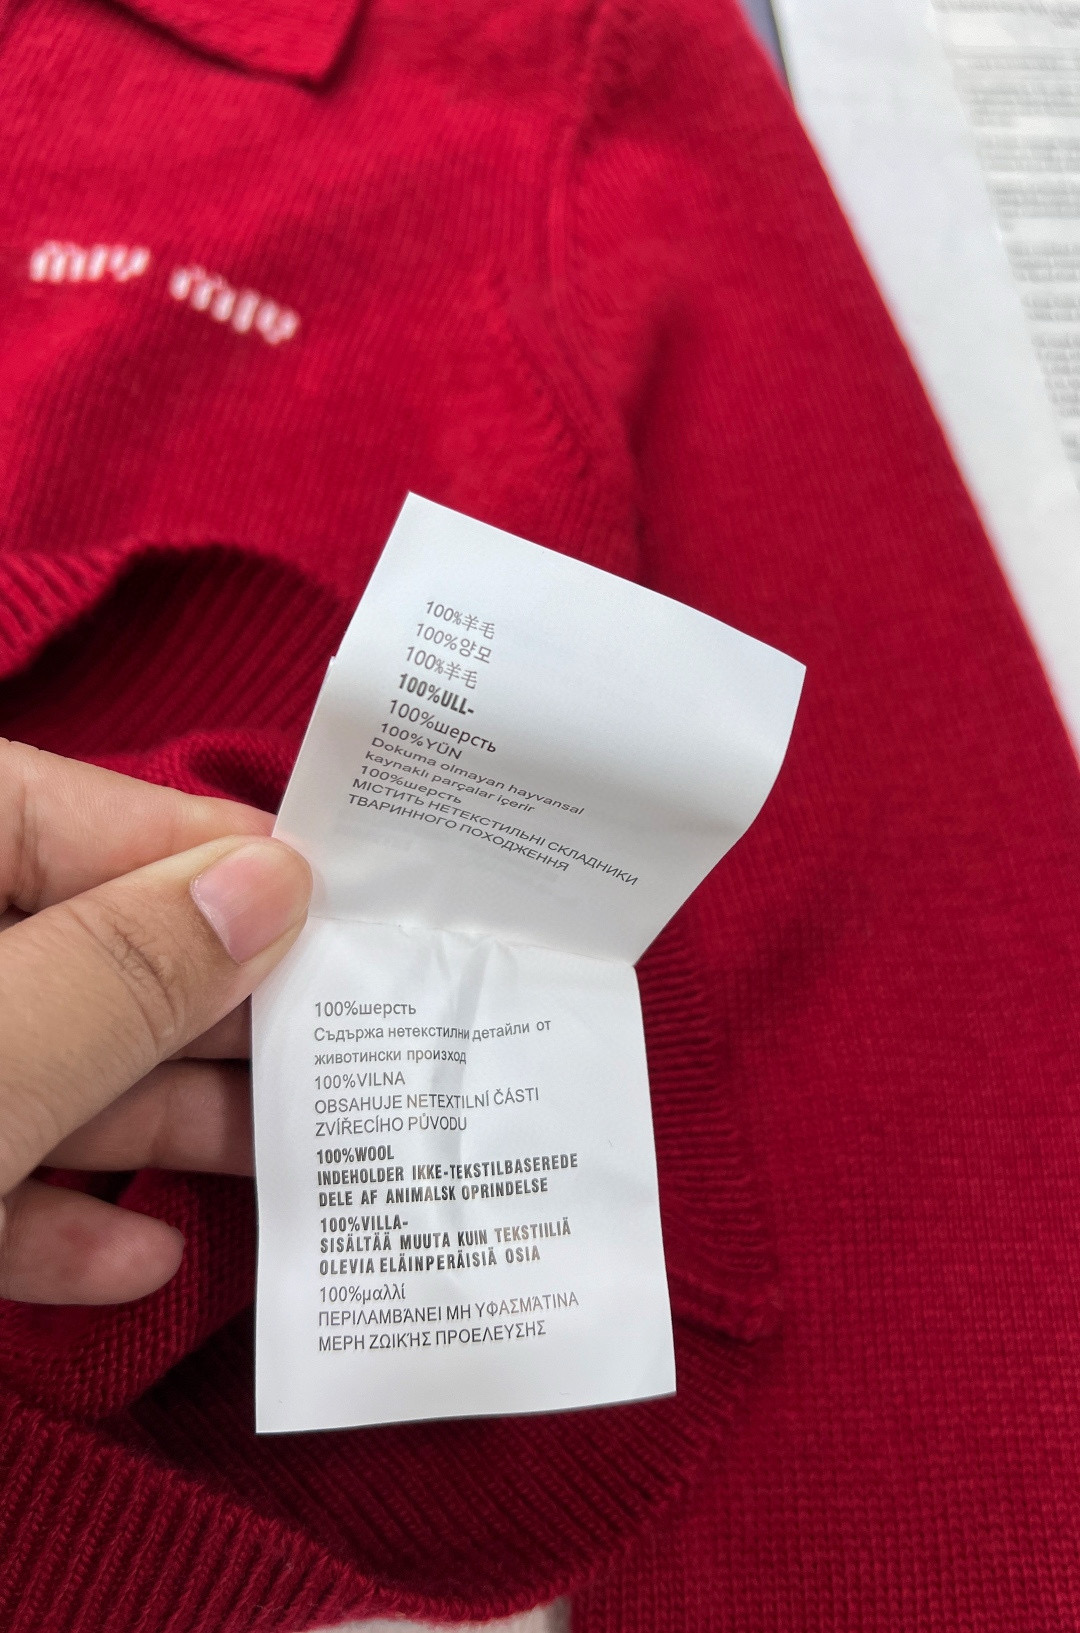 miu miu
100%羊毛
100%양모
100%羊毛
100%ULL-
100%шерсть
100%YÜN
Dokuma olmayan hayvansal
kaynaklı parçalar içerir
100%шерсть
МІСТИТЬ НЕТЕКСТИЛЬНІ СКЛАДНИКИ
ТВАРИННОГО ПОХОДЖЕННЯ
100%шерсть
Съдържа нетекстилни детайли от
животински произход
100%VILNA
OBSAHUJE NETEXTILNÍ ČÁSTI
ZVÍŘECÍHO PŮVODU
100%WOOL
INDEHOLDER IKKE-TEKSTILBASEREDE
DELE AF ANIMALSK OPRINDELSE
100%VILLA-
SISÄLTÄÄ MUUTA KUIN TEKSTIILIÄ
OLEVIA ELÄINPERÄISIÄ OSIA
100%μαλλί
ΠΕΡΙΛΑΜΒΆΝΕΙ ΜΗ ΥΦΑΣΜΆΤΙΝΑ
ΜΕΡΗ ΖΩΙΚΉΣ ΠΡΟΕΛΕΥΣΗΣ